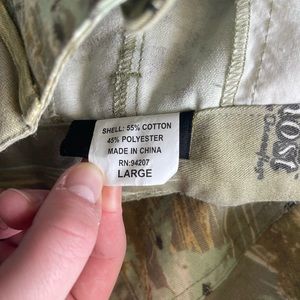 SHELL: 55% COTTON
45% POLYESTER
MADE IN CHINA
RN:94207
LARGE